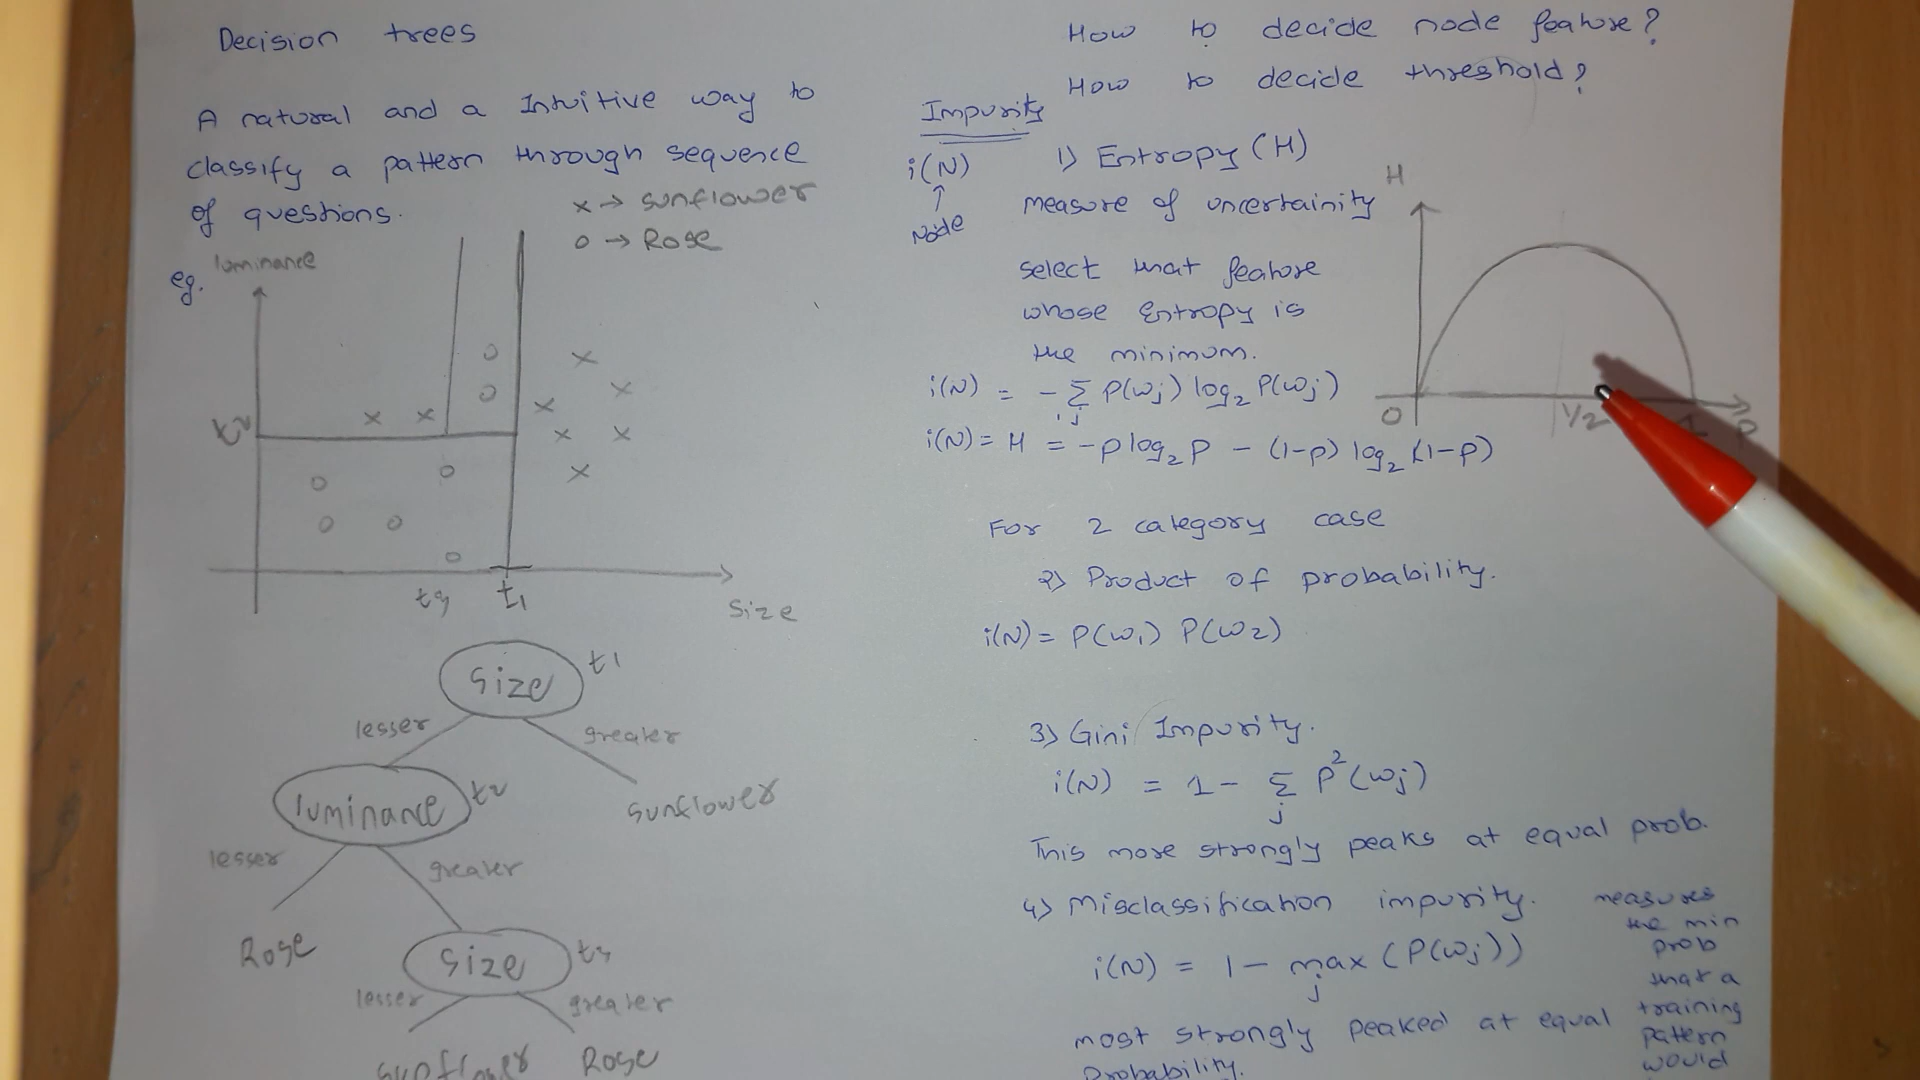 Decision trees
A natural and a Intuitive way to
classify a pattern through sequence
of questions.
x → sunflower
o → Rose
eg.
luminance
t2
t3
t1
Size
Size t1
lesser
greater
luminance t2
sunflower
lesser
greater
Rose
Size t3
lesser
greater
sunflower
Rose
How to decide node feature?
How to decide threshold?
Impurity
i(N)
↑
Node
1) Entropy (H)
measure of uncertainity
select that feature
whose Entropy is
the minimum.
i(N) = - Σ P(ωj) log2 P(ωj)
j
i(N) = H = -p log2 p - (1-p) log2 (1-p)
H
0
1/2
1
P
For 2 category case
2) Product of probability.
i(N) = P(ω1) P(ω2)
3) Gini Impurity.
i(N) = 1 - Σ P²(ωj)
j
This more strongly peaks at equal prob.
4) Misclassification impurity.
i(N) = 1 - max (P(ωj))
j
most strongly peaked at equal
Probability.
measures
the min
prob
that a
training
pattern
would